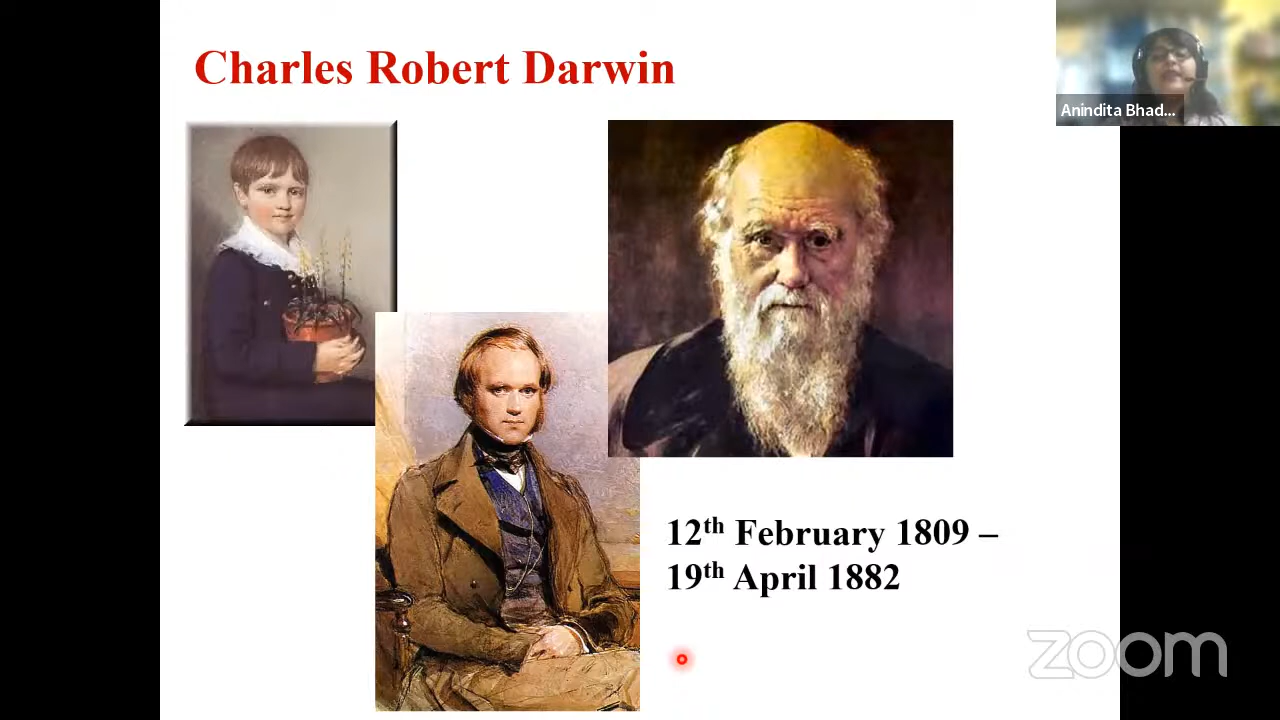 Charles Robert Darwin
Anindita Bhad...
12th February 1809 –
19th April 1882
zoom